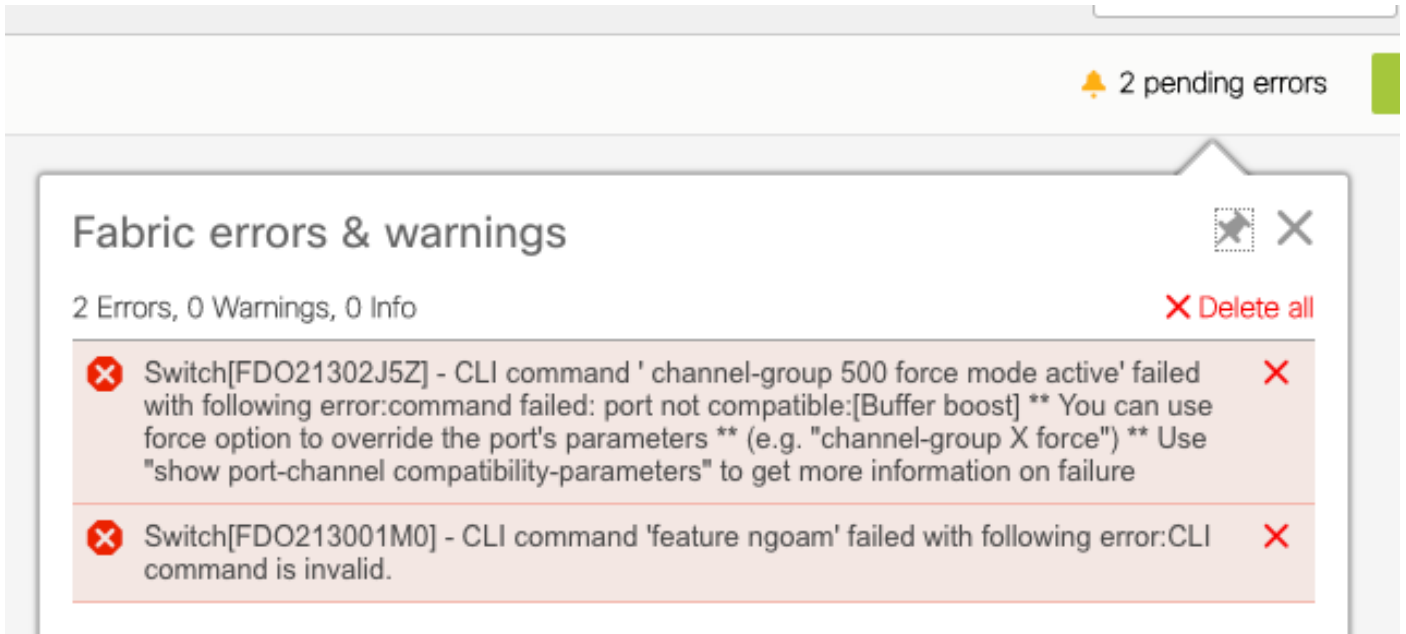 2 pending errors
Fabric errors & warnings
2 Errors, 0 Warnings, 0 Info
Delete all
Switch[FDO21302J5Z] - CLI command ' channel-group 500 force mode active' failed
with following error:command failed: port not compatible:[Buffer boost] ** You can use
force option to override the port's parameters ** (e.g. "channel-group X force") ** Use
"show port-channel compatibility-parameters" to get more information on failure
Switch[FDO213001M0] - CLI command 'feature ngoam' failed with following error:CLI
command is invalid.